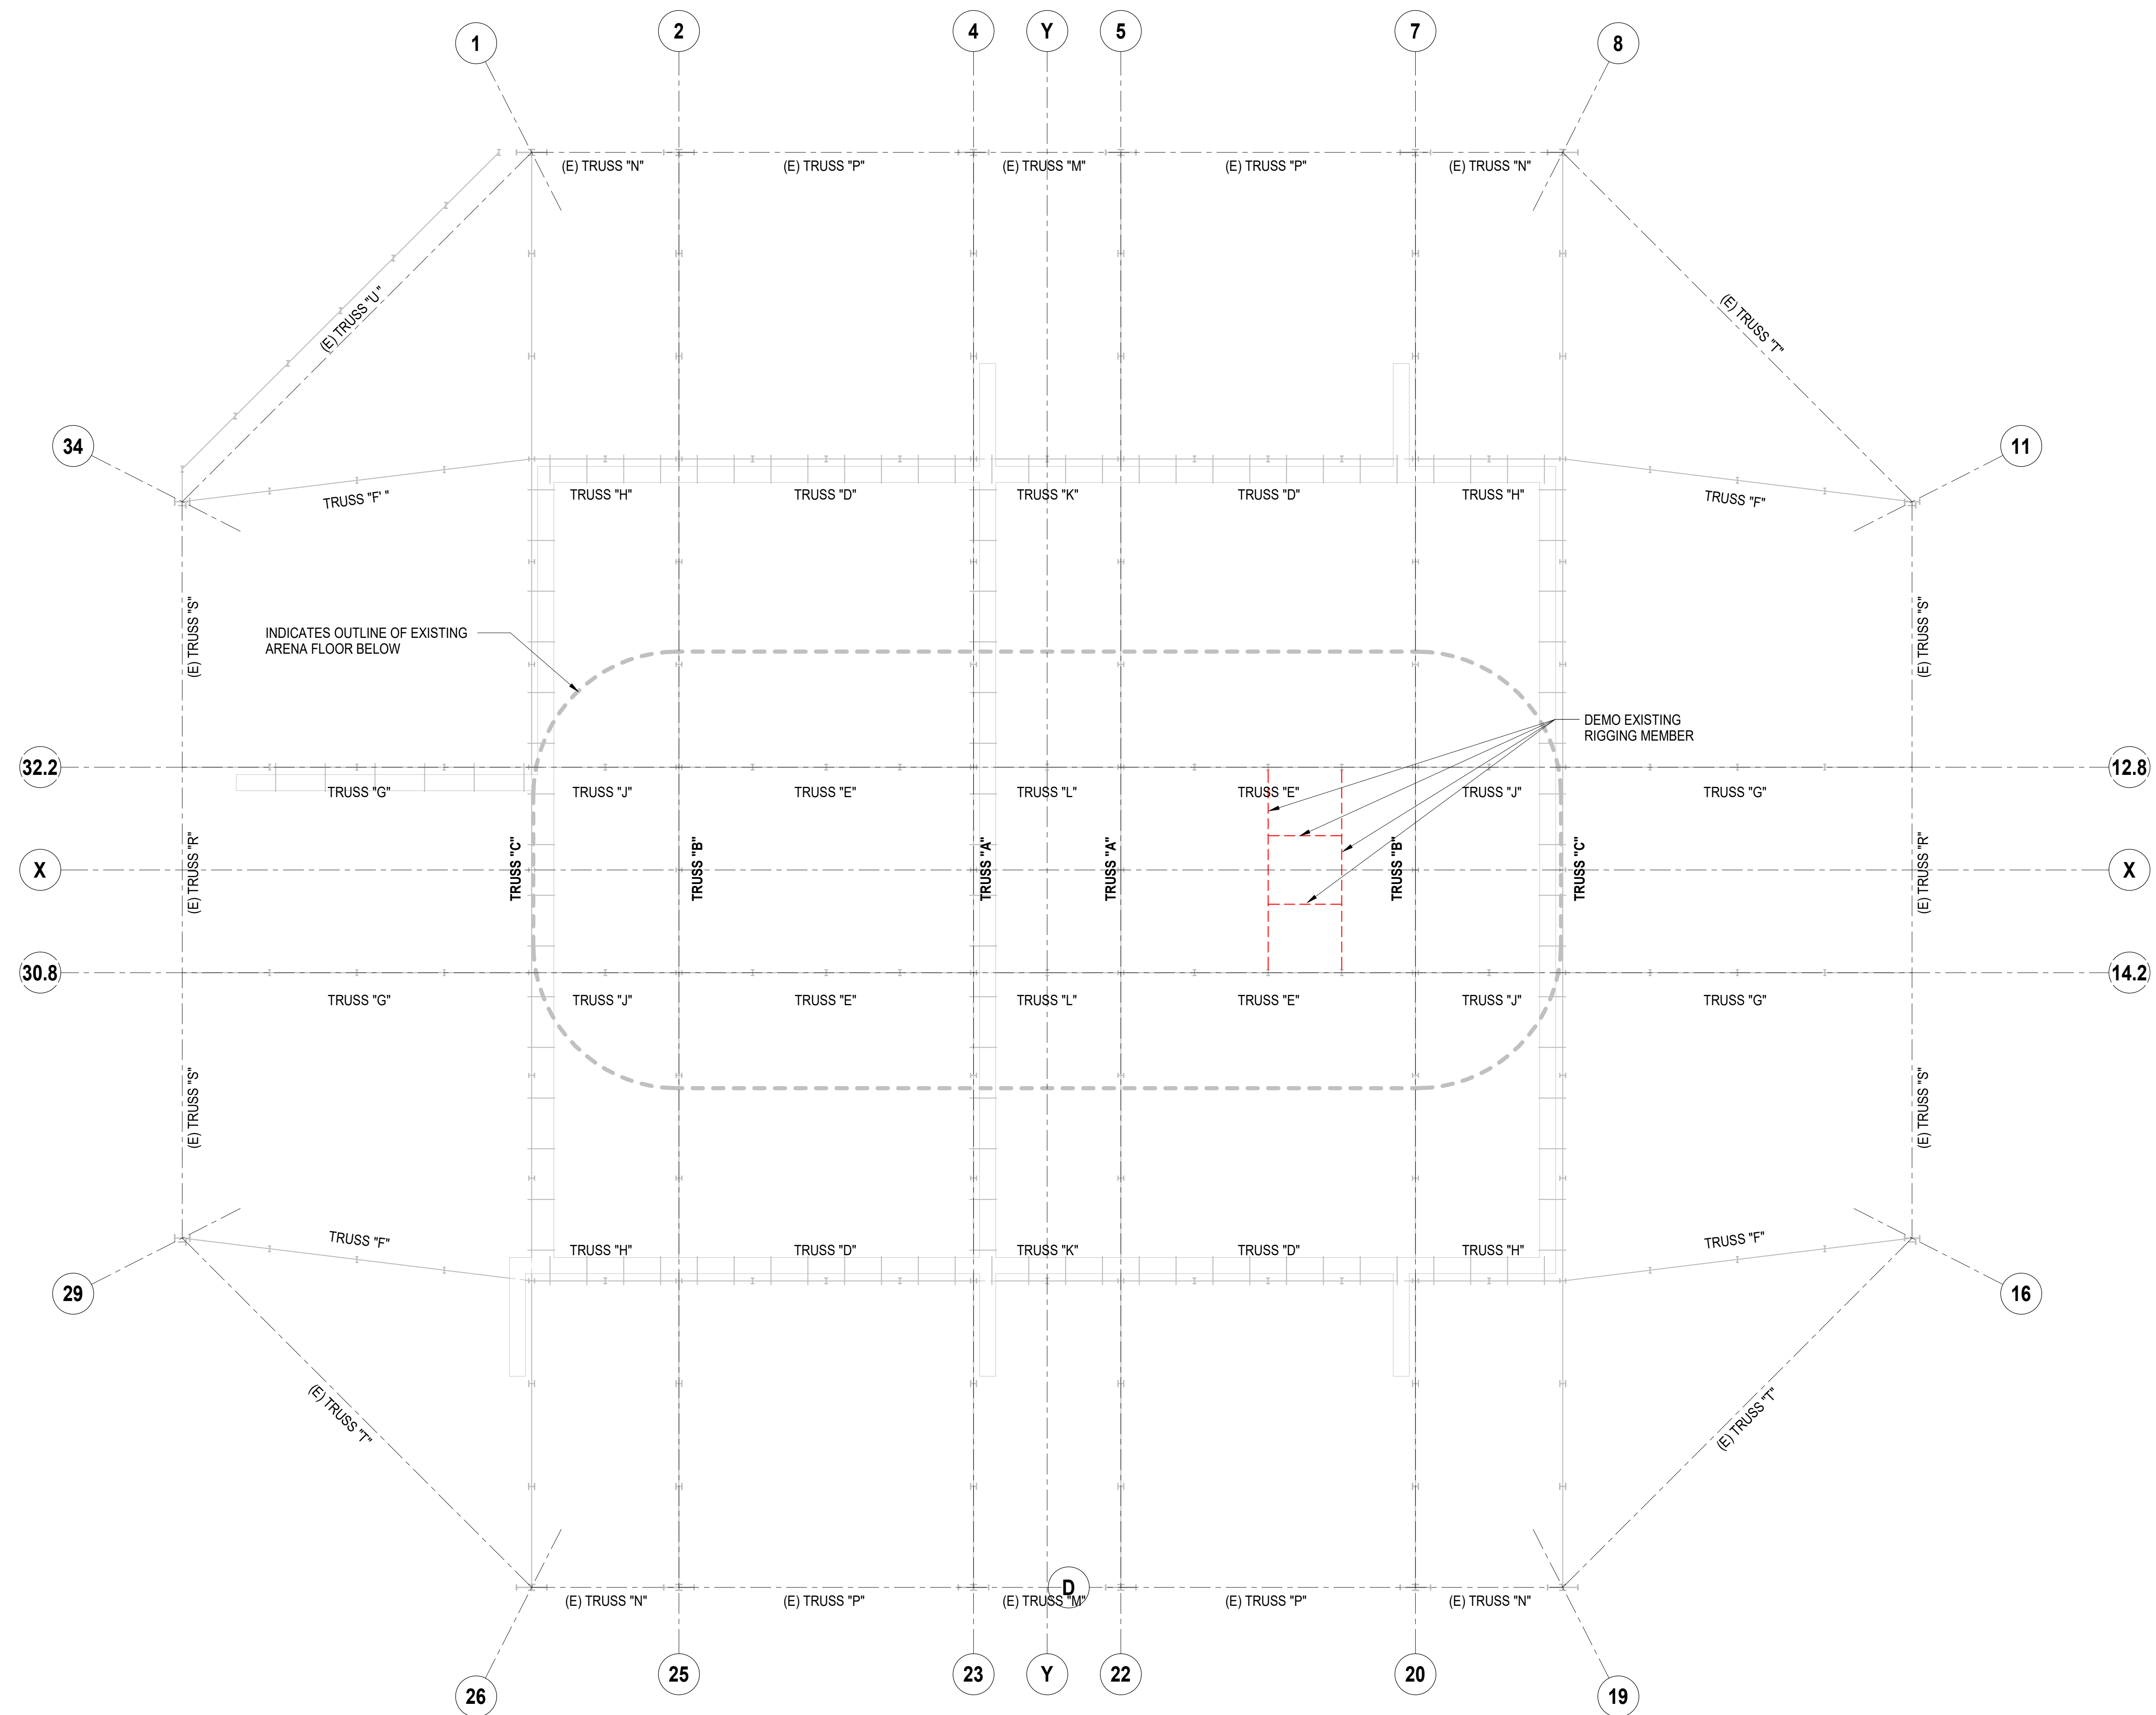 1
2
4
Y
5
7
8
(E) TRUSS "N"
(E) TRUSS "P"
(E) TRUSS "M"
(E) TRUSS "P"
(E) TRUSS "N"
(E) TRUSS "U "
(E) TRUSS "T"
34
11
TRUSS "F' "
TRUSS "H"
TRUSS "D"
TRUSS "K"
TRUSS "D"
TRUSS "H"
TRUSS "F"
(E) TRUSS "S"
INDICATES OUTLINE OF EXISTING
ARENA FLOOR BELOW
(E) TRUSS "S"
DEMO EXISTING
RIGGING MEMBER
32.2
12.8
TRUSS "G"
TRUSS "J"
TRUSS "E"
TRUSS "L"
TRUSS "E"
TRUSS "J"
TRUSS "G"
X
(E) TRUSS "R"
TRUSS "C"
TRUSS "B"
TRUSS "A"
TRUSS "A"
TRUSS "B"
TRUSS "C"
(E) TRUSS "R"
X
30.8
14.2
TRUSS "G"
TRUSS "J"
TRUSS "E"
TRUSS "L"
TRUSS "E"
TRUSS "J"
TRUSS "G"
(E) TRUSS "S"
(E) TRUSS "S"
TRUSS "F"
TRUSS "H"
TRUSS "D"
TRUSS "K"
TRUSS "D"
TRUSS "H"
TRUSS "F"
29
16
(E) TRUSS "T"
(E) TRUSS "T"
D
(E) TRUSS "N"
(E) TRUSS "P"
(E) TRUSS "M"
(E) TRUSS "P"
(E) TRUSS "N"
26
25
23
Y
22
20
19